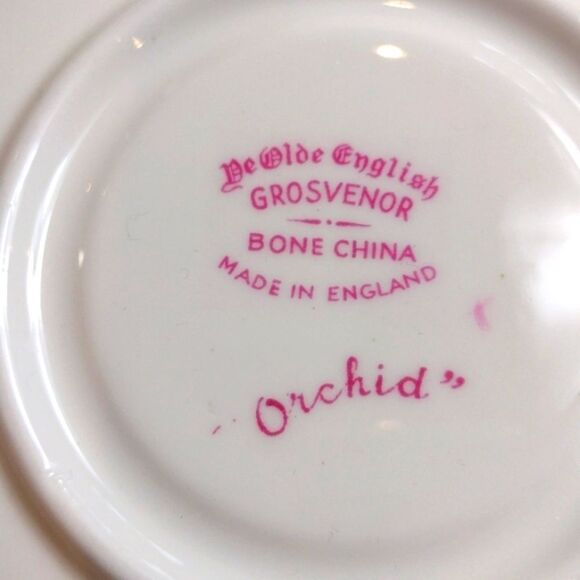 Ye Olde English
GROSVENOR
BONE CHINA
MADE IN ENGLAND
"Orchid"